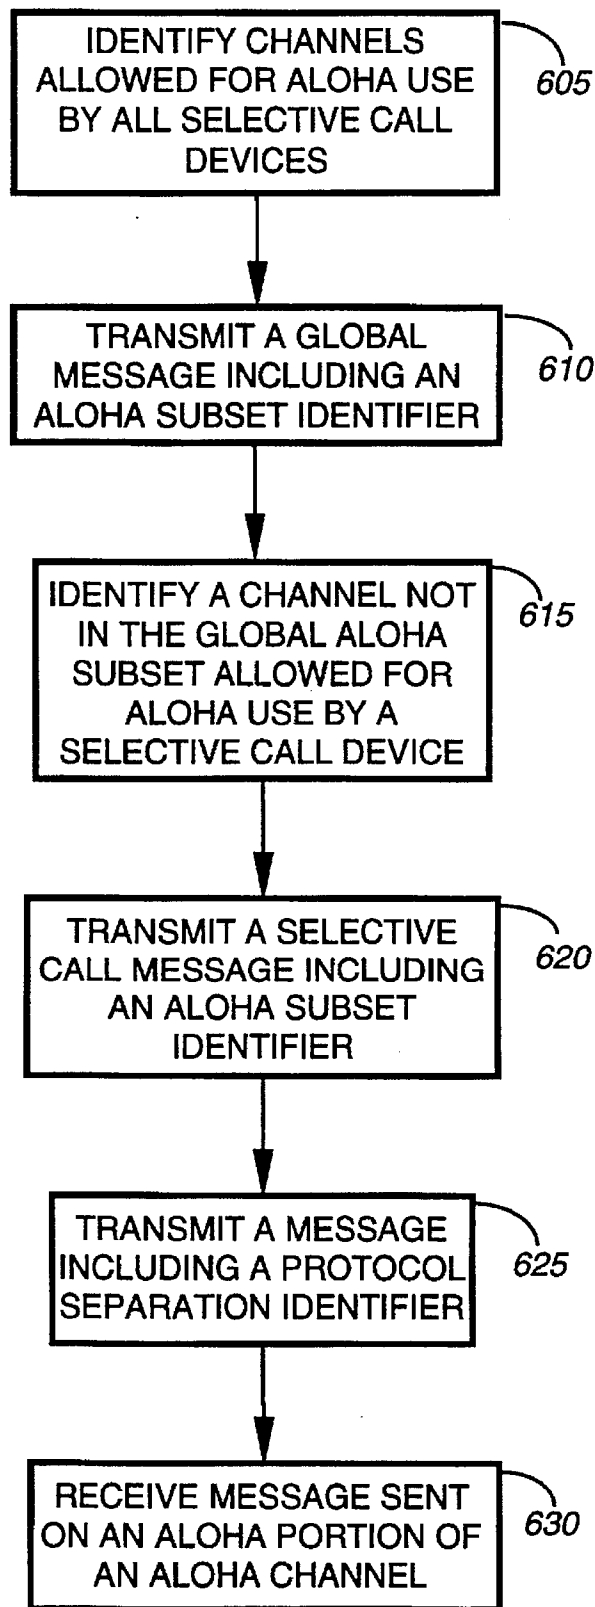 IDENTIFY CHANNELS
ALLOWED FOR ALOHA USE
BY ALL SELECTIVE CALL
DEVICES
605
TRANSMIT A GLOBAL
MESSAGE INCLUDING AN
ALOHA SUBSET IDENTIFIER
610
IDENTIFY A CHANNEL NOT
IN THE GLOBAL ALOHA
SUBSET ALLOWED FOR
ALOHA USE BY A
SELECTIVE CALL DEVICE
615
TRANSMIT A SELECTIVE
CALL MESSAGE INCLUDING
AN ALOHA SUBSET
IDENTIFIER
620
TRANSMIT A MESSAGE
INCLUDING A PROTOCOL
SEPARATION IDENTIFIER
625
RECEIVE MESSAGE SENT
ON AN ALOHA PORTION OF
AN ALOHA CHANNEL
630